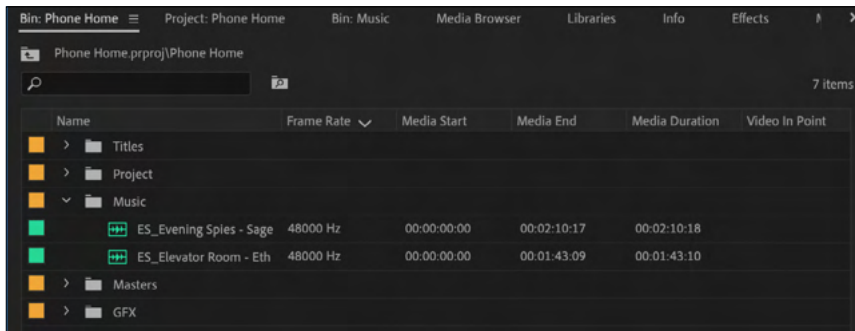 Bin: Phone Home Project: Phone Home Bin: Music Media Browser Libraries Info Effects
Phone Home.prproj\Phone Home
7 items
Name Frame Rate Media Start Media End Media Duration Video In Point
Titles
Project
Music
ES_Evening Spies - Sage 48000 Hz 00:00:00:00 00:02:10:17 00:02:10:18
ES_Elevator Room - Eth 48000 Hz 00:00:00:00 00:01:43:09 00:01:43:10
Masters
GFX